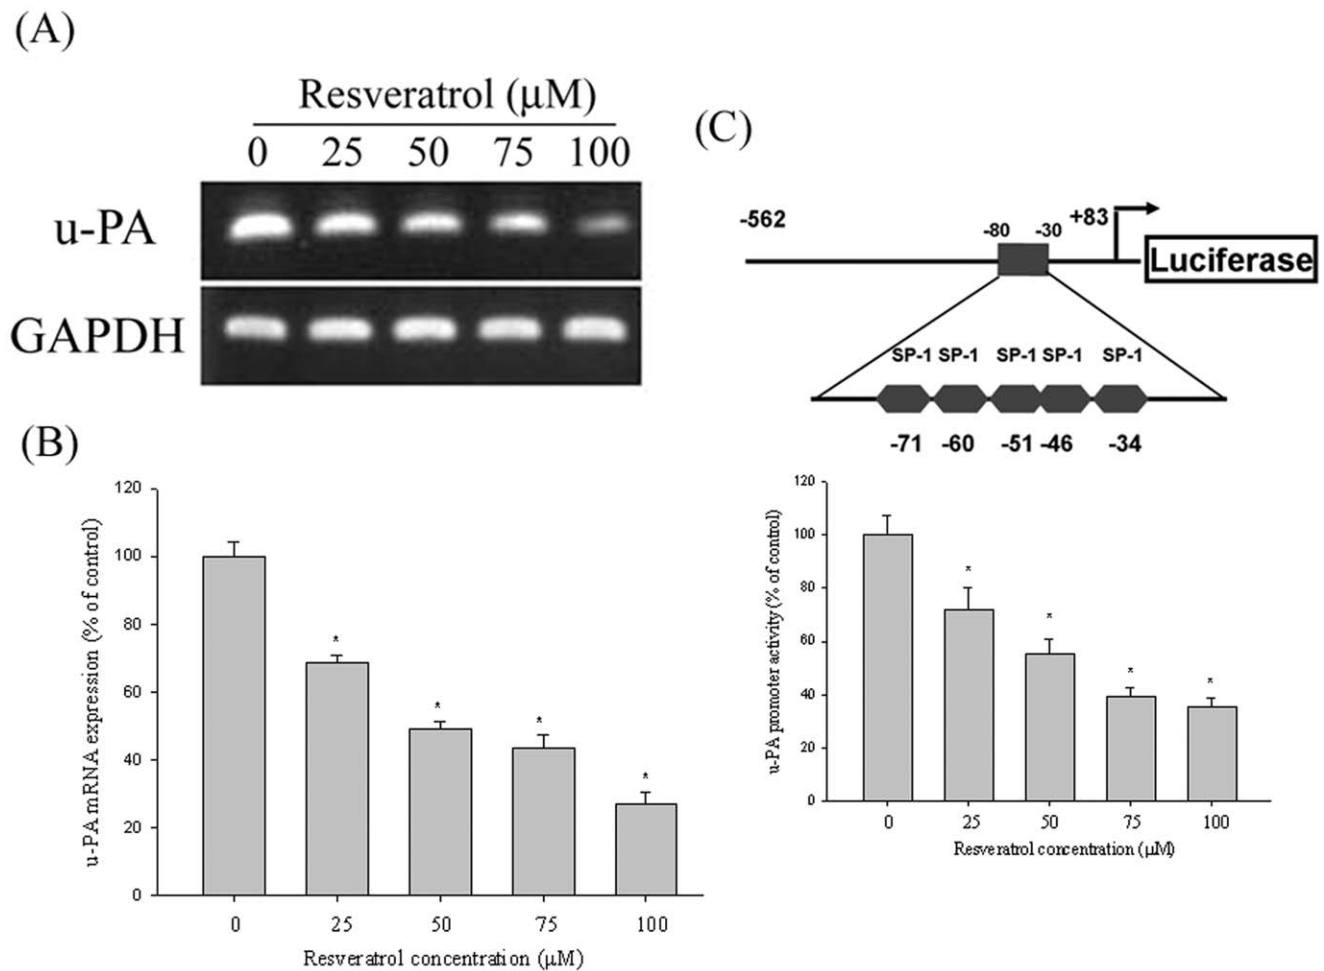 (A)
Resveratrol (μM)
0 25 50 75 100
u-PA
GAPDH
(B)
120
100
80
60
40
20
0
u-PA mRNA expression (% of control)
* * * *
0 25 50 75 100
Resveratrol concentration (μM)
(C)
-562 -80 -30 +83
Luciferase
SP-1 SP-1 SP-1 SP-1 SP-1
-71 -60 -51 -46 -34
120
100
80
60
40
20
0
u-PA promoter activity (% of control)
* * * *
0 25 50 75 100
Resveratrol concentration (μM)